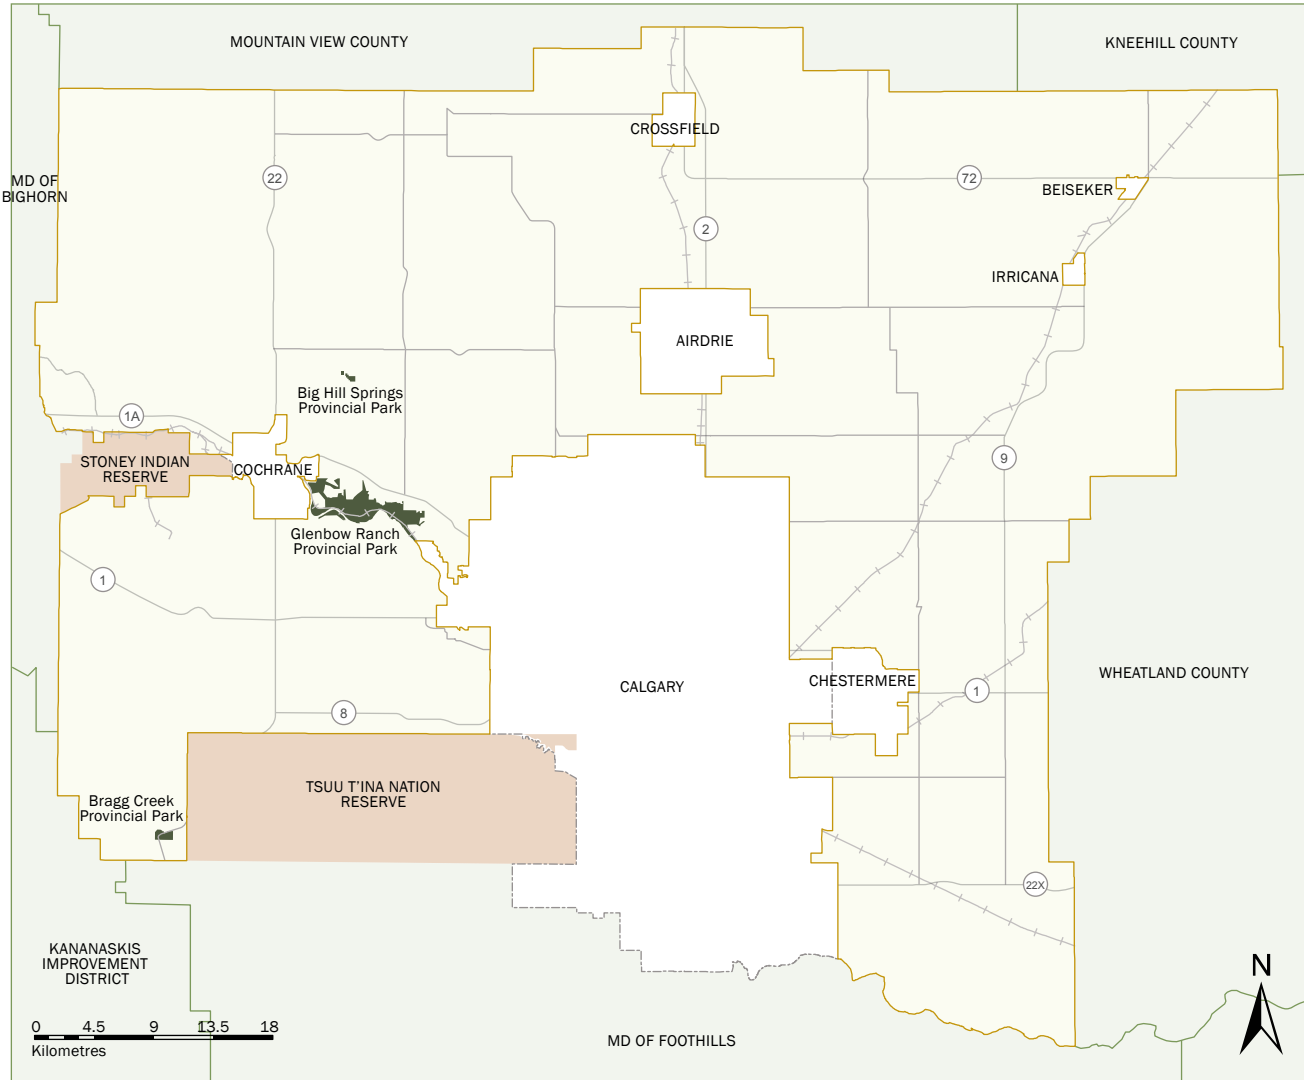 MOUNTAIN VIEW COUNTY
KNEEHILL COUNTY
CROSSFIELD
22
72
MD OF
BIGHORN
BEISEKER
2
IRRICANA
AIRDRIE
Big Hill Springs
Provincial Park
1A
STONEY INDIAN
RESERVE
COCHRANE
9
Glenbow Ranch
Provincial Park
1
CALGARY
CHESTERMERE
WHEATLAND COUNTY
1
8
TSUU T'INA NATION
RESERVE
Bragg Creek
Provincial Park
22X
KANANASKIS
IMPROVEMENT
DISTRICT
N
0 4.5 9 13.5 18
Kilometres
MD OF FOOTHILLS